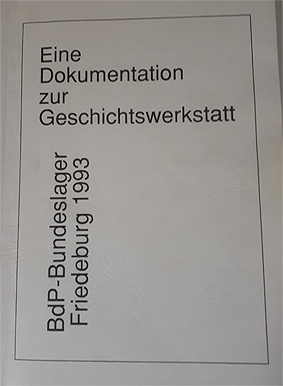 Eine
Dokumentation
zur
Geschichtswerkstatt
BdP-Bundeslager
Friedeburg 1993